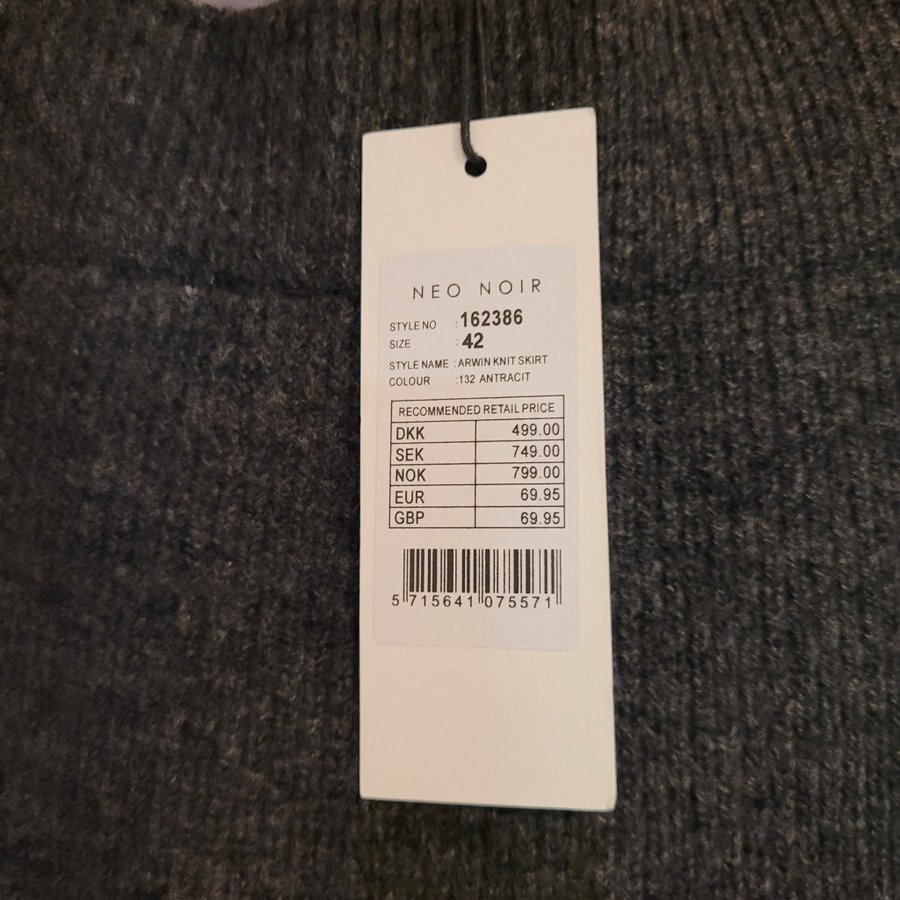 NEO NOIR
STYLE NO : 162386
SIZE : 42
STYLE NAME : ARWIN KNIT SKIRT
COLOUR :132 ANTRACIT
RECOMMENDED RETAIL PRICE
DKK 499.00
SEK 749.00
NOK 799.00
EUR 69.95
GBP 69.95
5 715641 075571